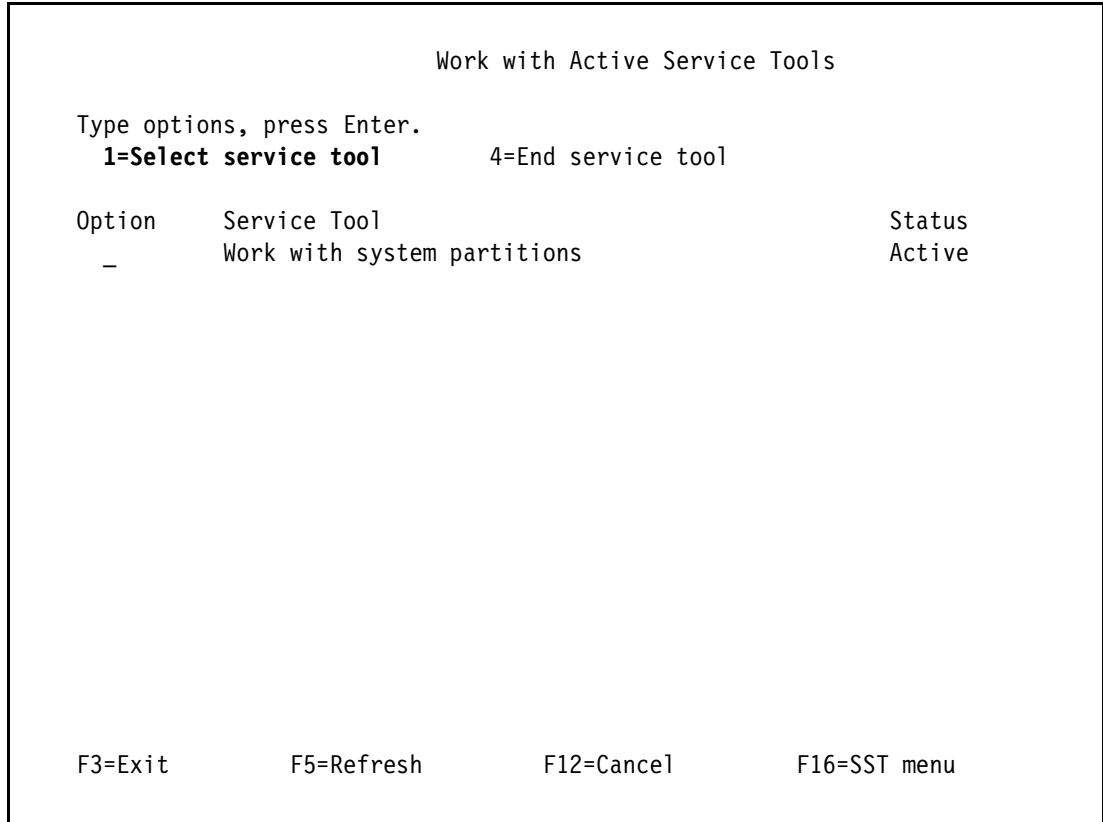 Work with Active Service Tools
Type options, press Enter.
1=Select service tool 4=End service tool
Option Service Tool Status
_ Work with system partitions Active
F3=Exit F5=Refresh F12=Cancel F16=SST menu